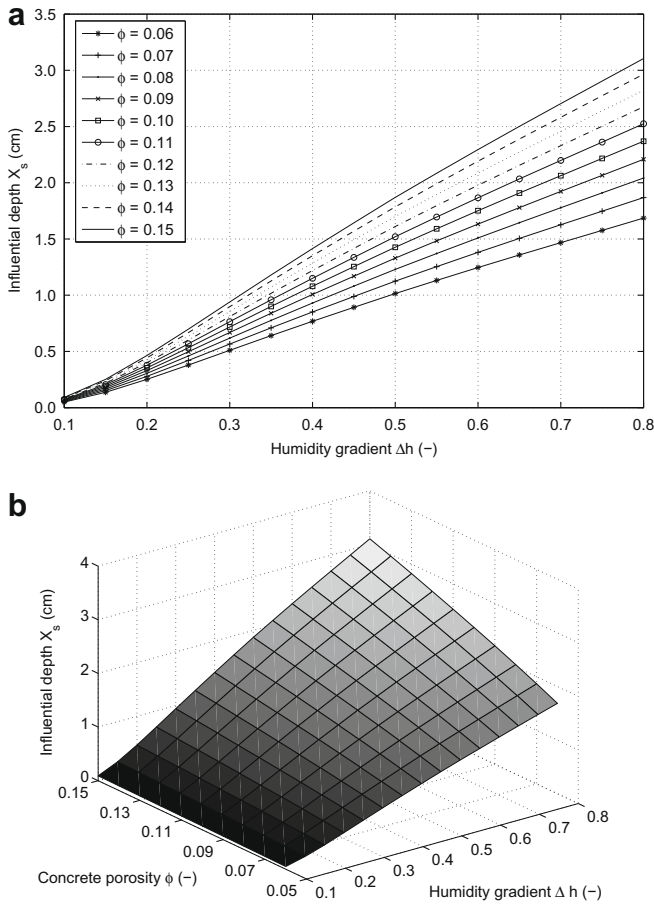 a
3.5
3.0
2.5
2.0
1.5
1.0
0.5
0.0
Influential depth Xs (cm)
ϕ = 0.06
ϕ = 0.07
ϕ = 0.08
ϕ = 0.09
ϕ = 0.10
ϕ = 0.11
ϕ = 0.12
ϕ = 0.13
ϕ = 0.14
ϕ = 0.15
0.1 0.2 0.3 0.4 0.5 0.6 0.7 0.8
Humidity gradient Δh (−)
b
4
3
2
1
0
Influential depth Xs (cm)
0.15
0.13
0.11
0.09
0.07
0.05
Concrete porosity ϕ (−)
0.1 0.2 0.3 0.4 0.5 0.6 0.7 0.8
Humidity gradient Δ h (−)